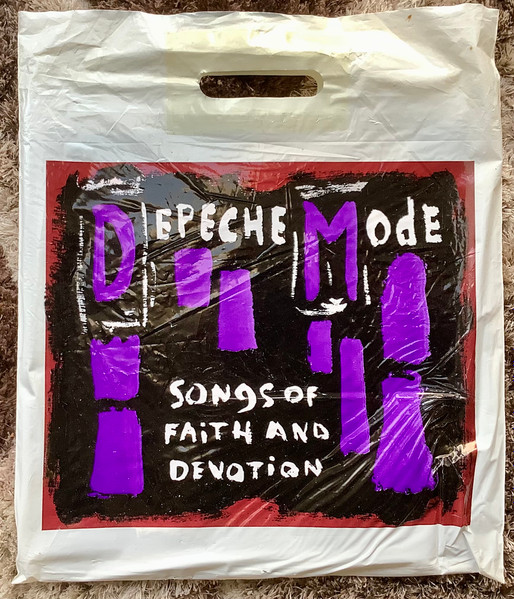 DEPECHE MODE
SONGS OF
FAITH AND
DEVOTION